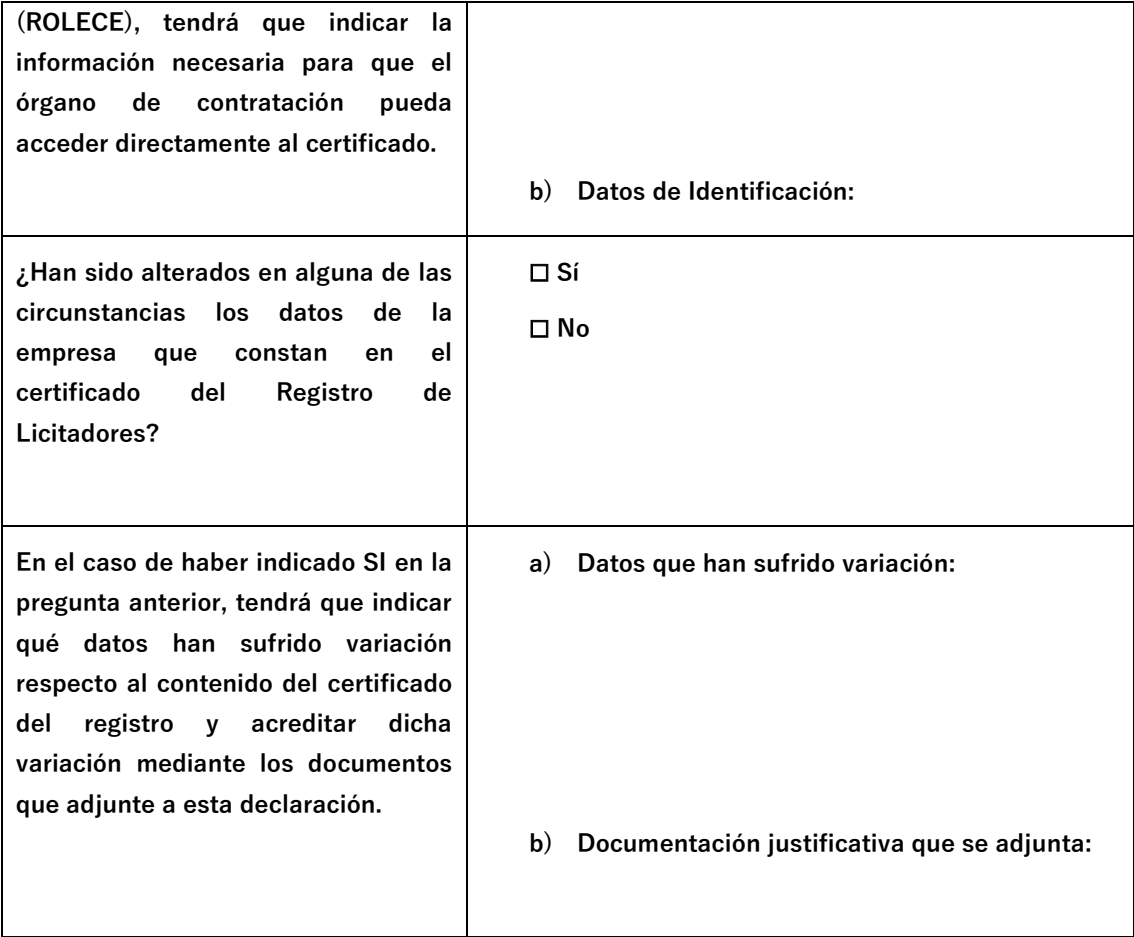 (ROLECE), tendrá que indicar la
información necesaria para que el
órgano de contratación pueda
acceder directamente al certificado.
b) Datos de Identificación:
¿Han sido alterados en alguna de las
circunstancias los datos de la
empresa que constan en el
certificado del Registro de
Licitadores?
☐ Sí
☐ No
En el caso de haber indicado SI en la
pregunta anterior, tendrá que indicar
qué datos han sufrido variación
respecto al contenido del certificado
del registro y acreditar dicha
variación mediante los documentos
que adjunte a esta declaración.
a) Datos que han sufrido variación:
b) Documentación justificativa que se adjunta: